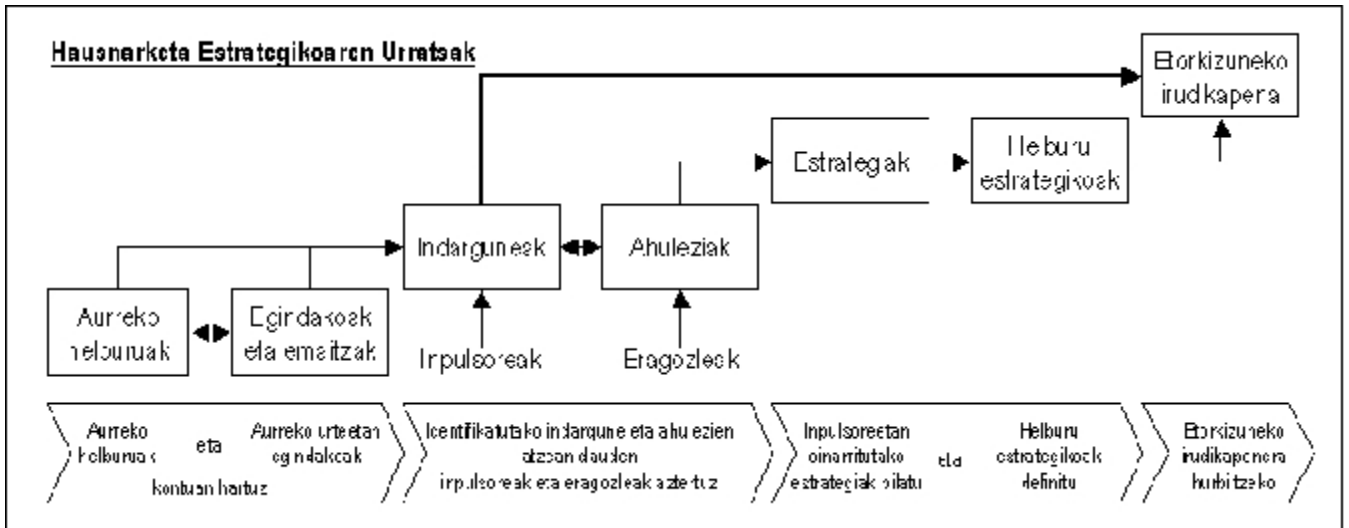 Hausnarketa Estrategikoaren Urratsak
Etorkizuneko
irudikapena
Estrategiak
Helburu
estrategikoak
Indarguneak
Ahuleziak
Aurreko
helburuak
Egindakoak
eta emaitzak
Inpulsoreak
Eragozleak
Aurreko
helburuak
eta
Aurreko urteetan
egindakoak
kontuan hartuz
Identifikatutako indargune eta ahulezien
atzean dauden
inpulsoreak eta eragozleak aztertuz
Inpulsoreetan
oinarritutako
estrategiak bilatu
eta
Helburu
estrategikoak
definitu
Etorkizuneko
irudikapenera
hurbiltzeko